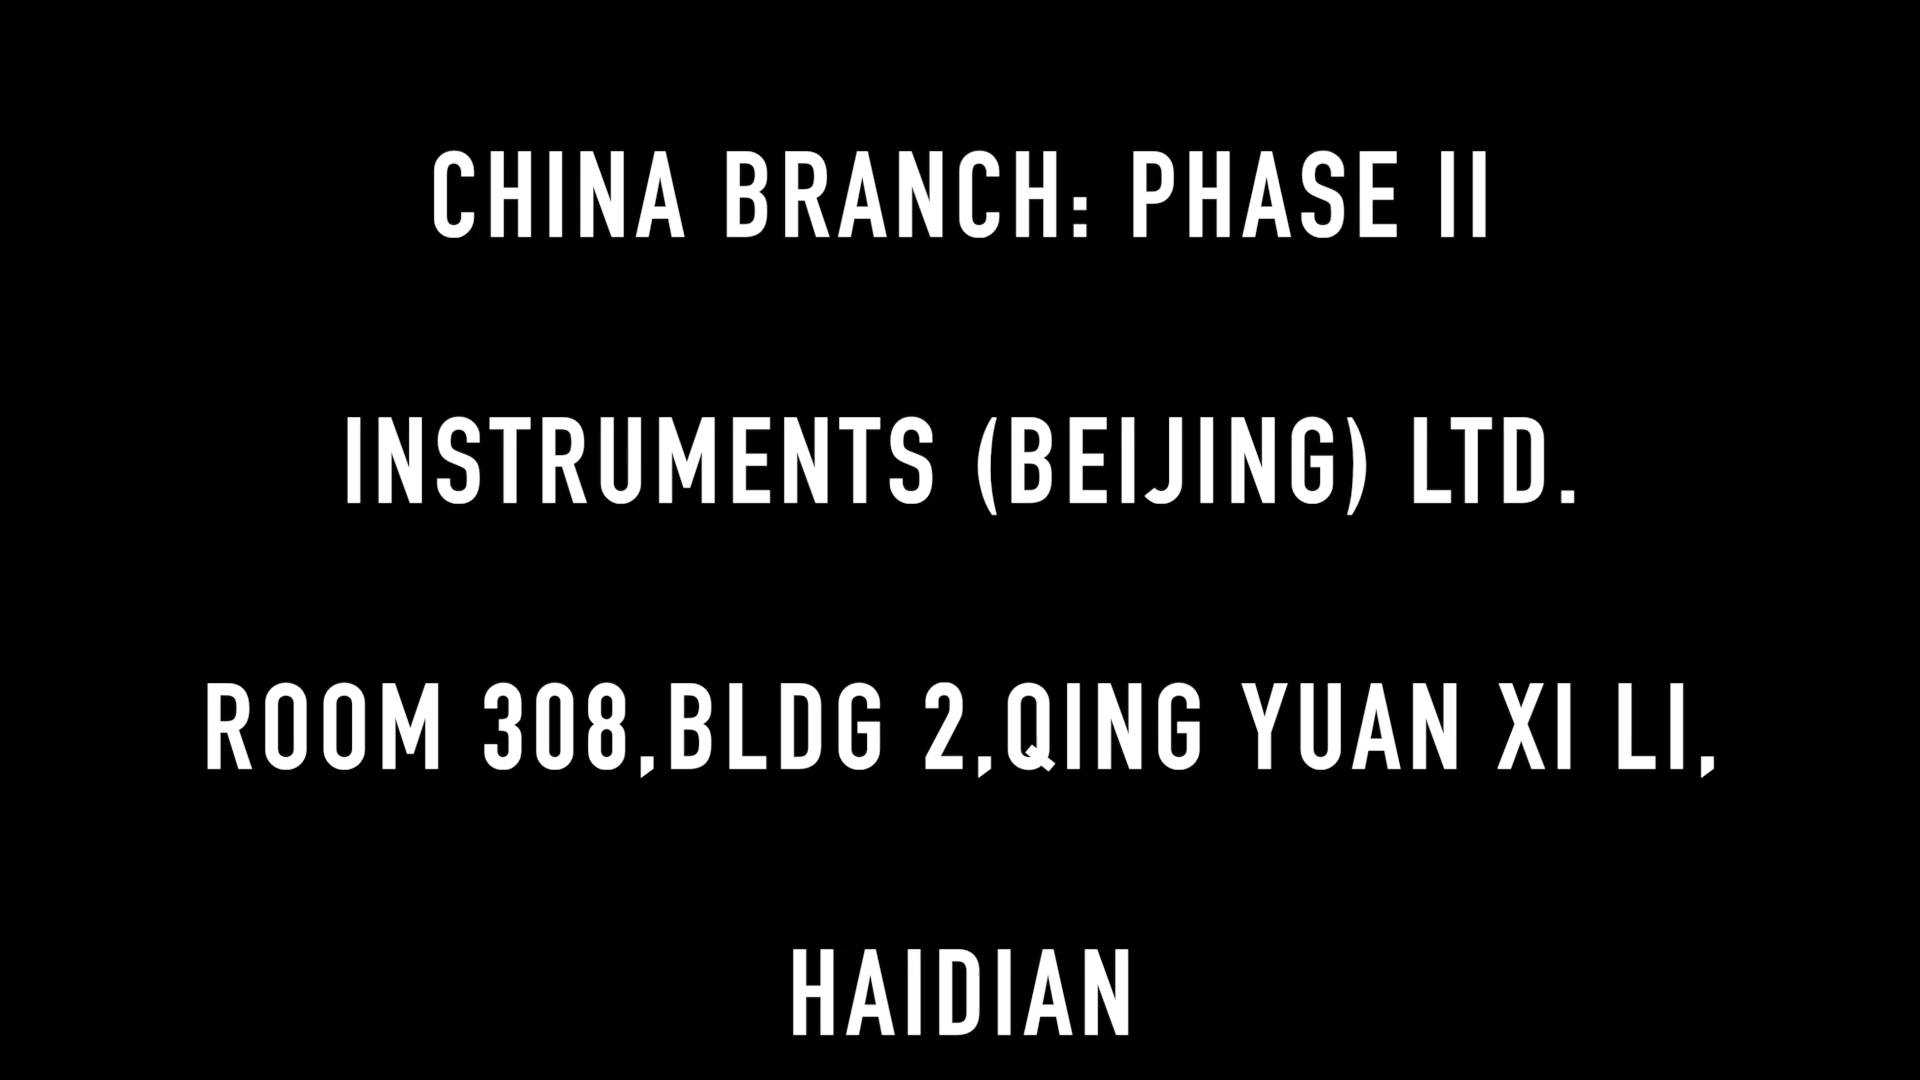 CHINA BRANCH: PHASE II
INSTRUMENTS (BEIJING) LTD.
ROOM 308,BLDG 2,QING YUAN XI LI,
HAIDIAN